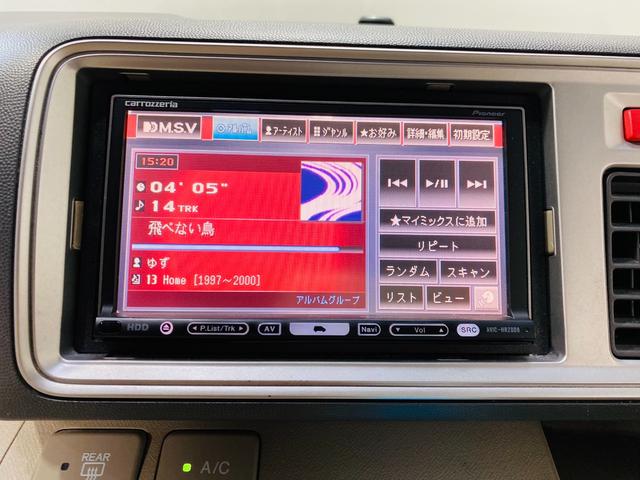 carrozzeria
Pioneer
M.S.V
アルバム
アーティスト
ジャンル
★お好み
詳細・編集
初期設定
15:20
04' 05"
14 TRK
飛べない鳥
ゆず
13 Home [1997〜2000]
アルバムグループ
★マイミックスに追加
リピート
ランダム
スキャン
リスト
ビュー
HDD
P.List/Trk
AV
Navi
Vol
SRC
REAR
A/C